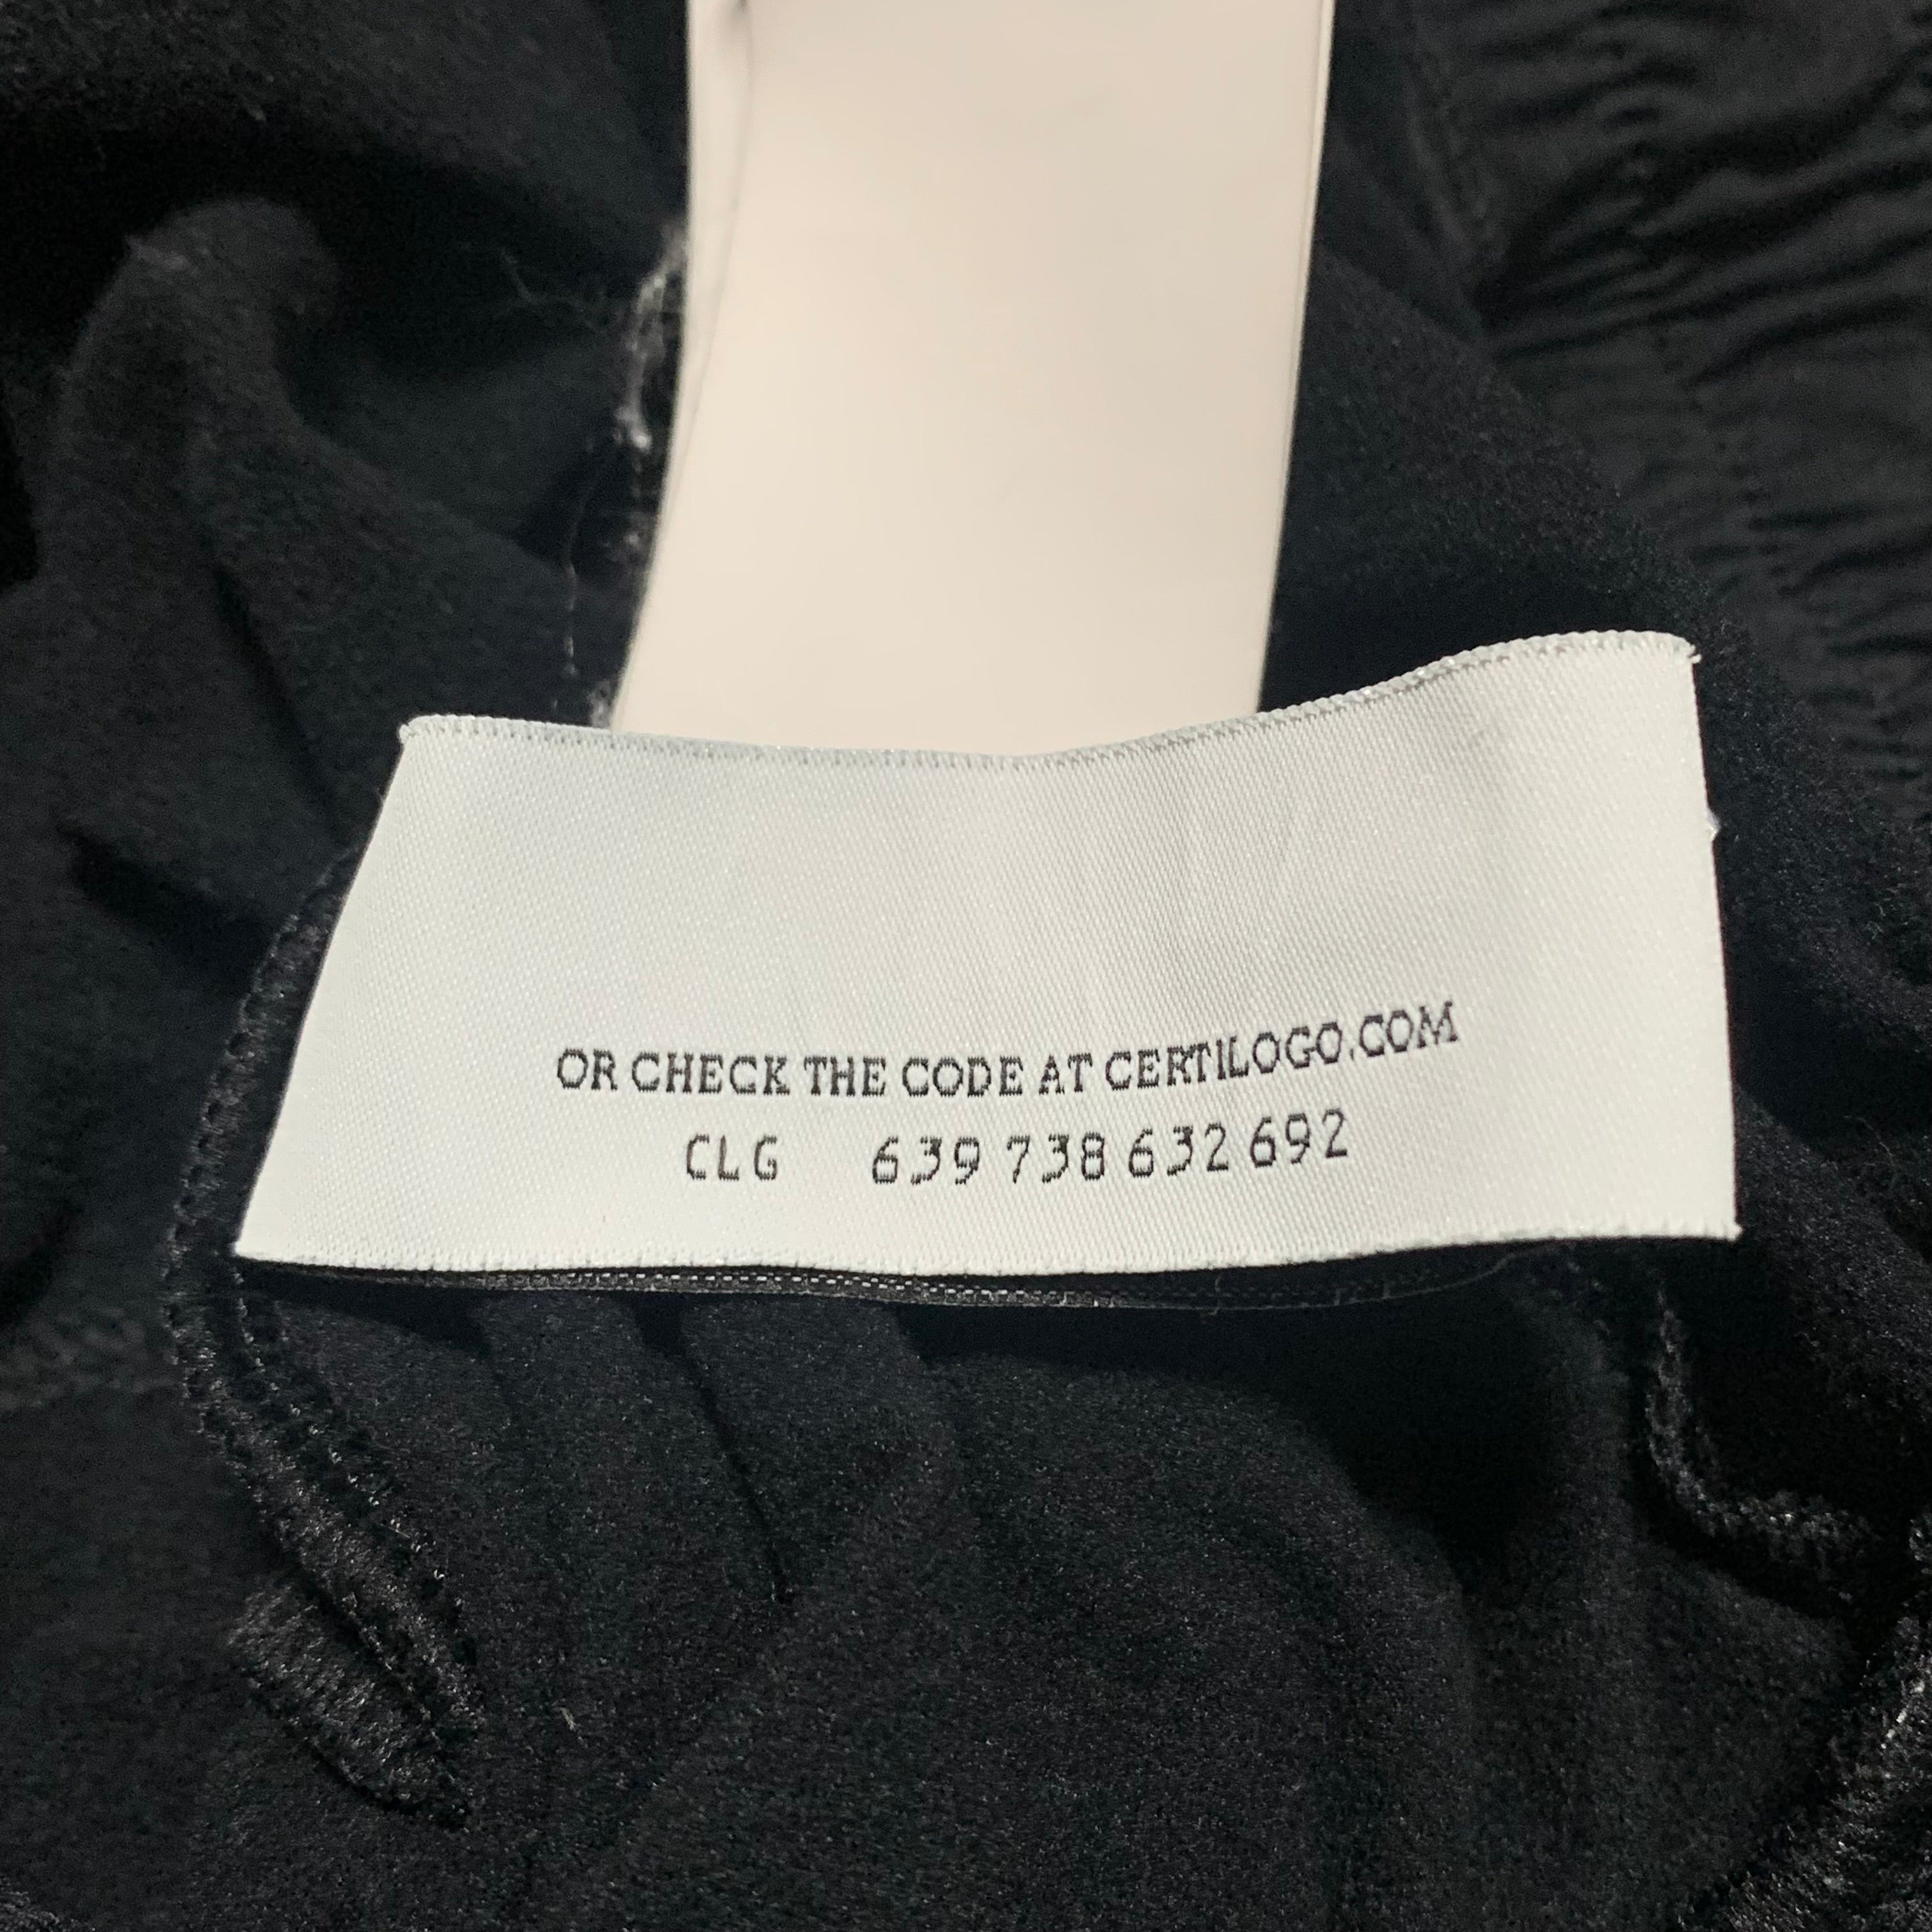 OR CHECK THE CODE AT CERTILOGO.COM
CLG 639 738 632 692